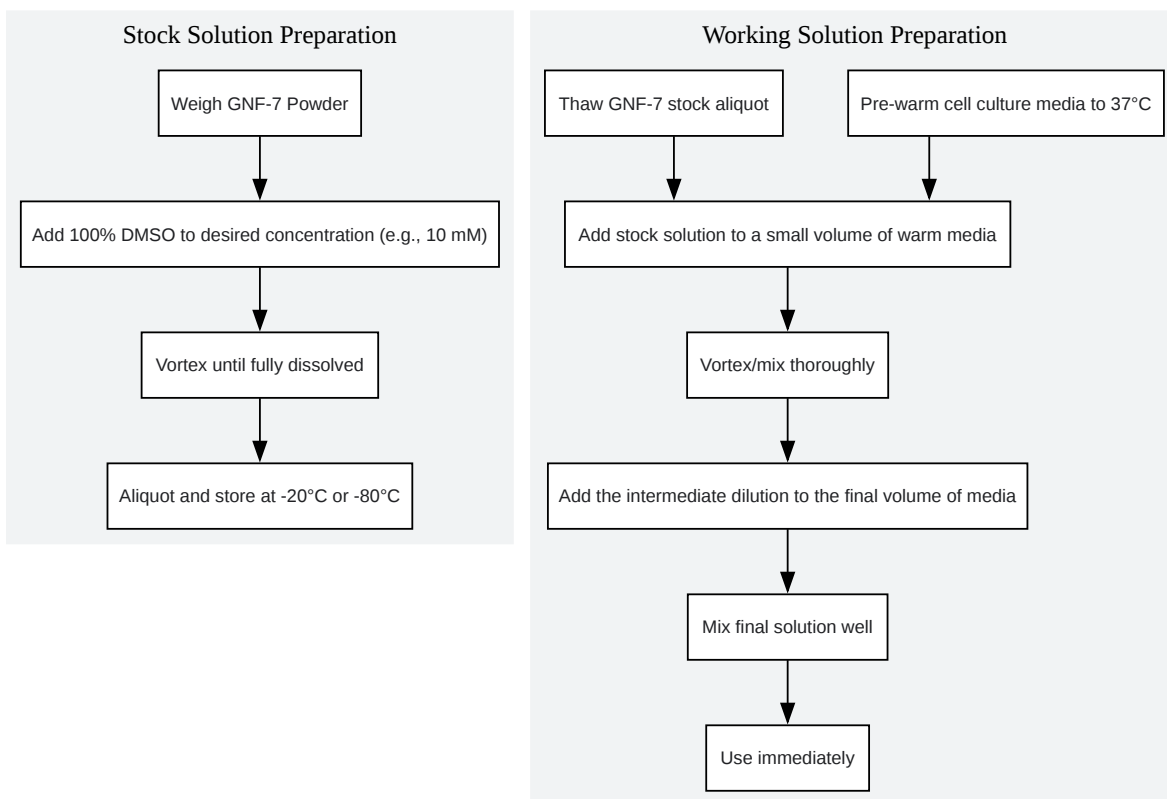 Stock Solution Preparation
Weigh GNF-7 Powder
Add 100% DMSO to desired concentration (e.g., 10 mM)
Vortex until fully dissolved
Aliquot and store at -20°C or -80°C
Working Solution Preparation
Thaw GNF-7 stock aliquot
Pre-warm cell culture media to 37°C
Add stock solution to a small volume of warm media
Vortex/mix thoroughly
Add the intermediate dilution to the final volume of media
Mix final solution well
Use immediately